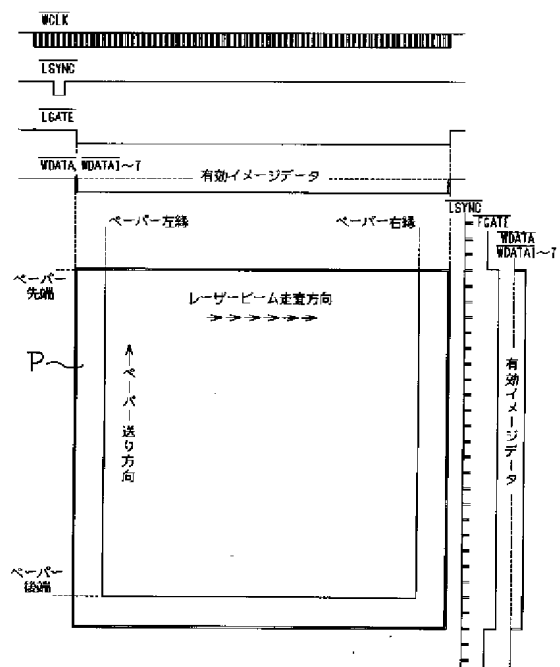 WCLK
LSYNC
LGATE
WDATA, WDATA1〜7
有効イメージデータ
LSYNC
FGATE
WDATA
WDATA1〜7
ペーパー左縁
ペーパー右縁
ペーパー
先端
レーザービーム走査方向
P
ペーパー送り方向
有効イメージデータ
ペーパー
後端